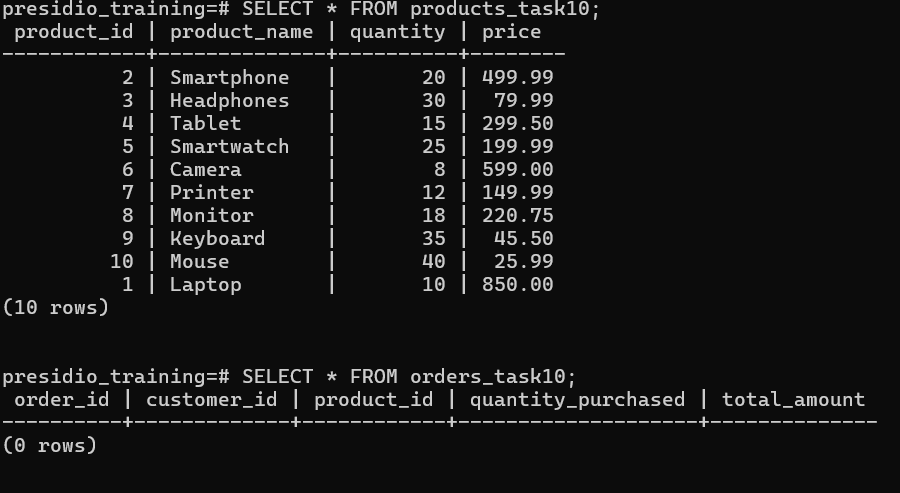 presidio_training=# SELECT * FROM products_task10;
 product_id | product_name | quantity | price
------------+--------------+----------+--------
          2 | Smartphone   |       20 | 499.99
          3 | Headphones   |       30 |  79.99
          4 | Tablet       |       15 | 299.50
          5 | Smartwatch   |       25 | 199.99
          6 | Camera       |        8 | 599.00
          7 | Printer      |       12 | 149.99
          8 | Monitor      |       18 | 220.75
          9 | Keyboard     |       35 |  45.50
         10 | Mouse        |       40 |  25.99
          1 | Laptop       |       10 | 850.00
(10 rows)
presidio_training=# SELECT * FROM orders_task10;
 order_id | customer_id | product_id | quantity_purchased | total_amount
----------+-------------+------------+--------------------+--------------
(0 rows)